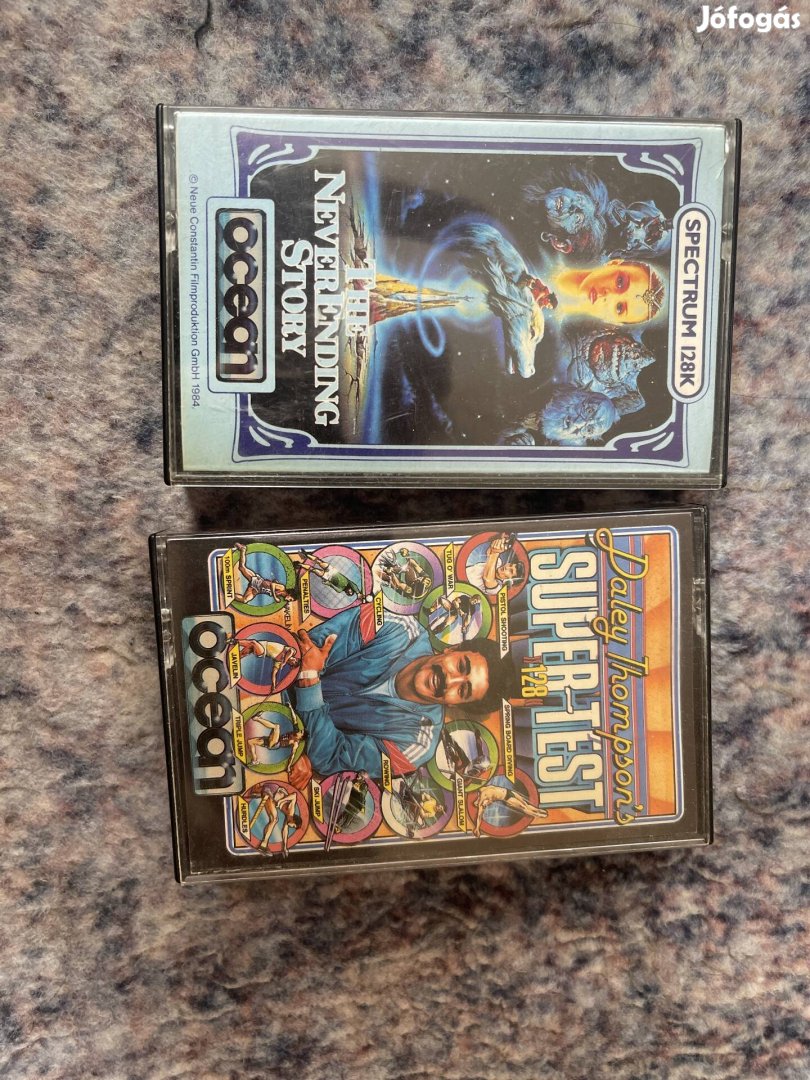 Jófogás
SPECTRUM 128K
THE
NEVERENDING
STORY
ocean
© Neue Constantin Filmproduktion GmbH 1984.
Daley Thompson's
SUPER-TEST
128
PISTOL SHOOTING
TUG O' WAR
CYCLING
PENALTIES
100m SPRINT
JAVELIN
TRIPLE JUMP
HURDLES
SKI JUMP
ROWING
GIANT SLALOM
SPRING BOARD DIVING
ocean